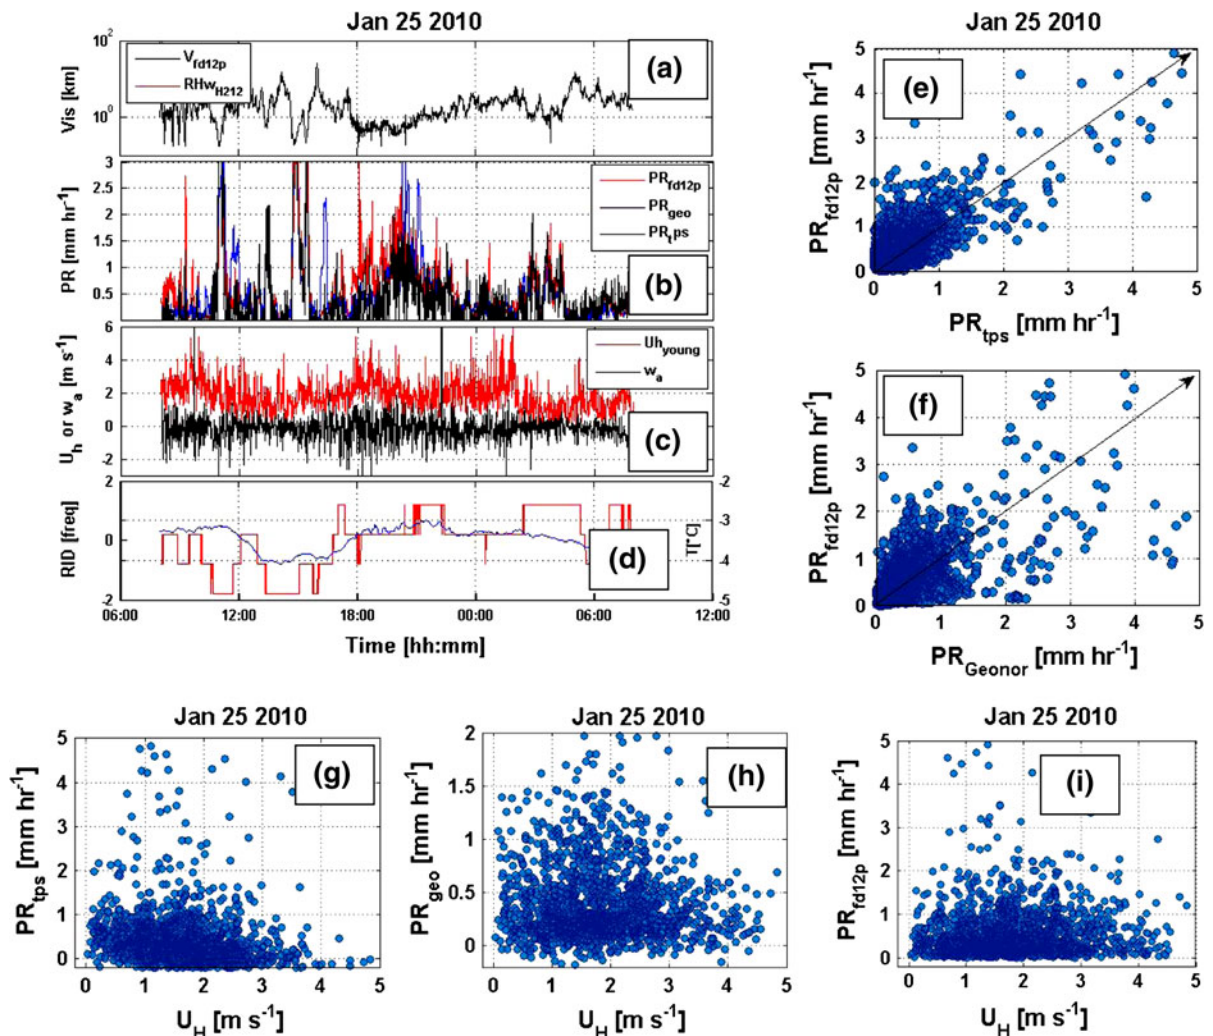 Jan 25 2010
10²
10⁰
Vis [km]
V_fd12p
RHw_H212
(a)
3
2.5
2
1.5
1
0.5
PR [mm hr⁻¹]
PR_fd12p
PR_geo
PR_tps
(b)
6
4
2
0
-2
U_h or w_a [m s⁻¹]
Uh_young
w_a
(c)
2
0
-2
RID [freq]
-2
-3
-4
-5
T[°C]
(d)
06:00 12:00 18:00 00:00 06:00 12:00
Time [hh:mm]
Jan 25 2010
5
4
3
2
1
0
PR_fd12p [mm hr⁻¹]
(e)
0 1 2 3 4 5
PR_tps [mm hr⁻¹]
5
4
3
2
1
0
PR_fd12p [mm hr⁻¹]
(f)
0 1 2 3 4 5
PR_Geonor [mm hr⁻¹]
Jan 25 2010
5
4
3
2
1
0
PR_tps [mm hr⁻¹]
(g)
0 1 2 3 4 5
U_H [m s⁻¹]
Jan 25 2010
2
1.5
1
0.5
0
PR_geo [mm hr⁻¹]
(h)
0 1 2 3 4 5
U_H [m s⁻¹]
Jan 25 2010
5
4
3
2
1
0
PR_fd12p [mm hr⁻¹]
(i)
0 1 2 3 4 5
U_H [m s⁻¹]